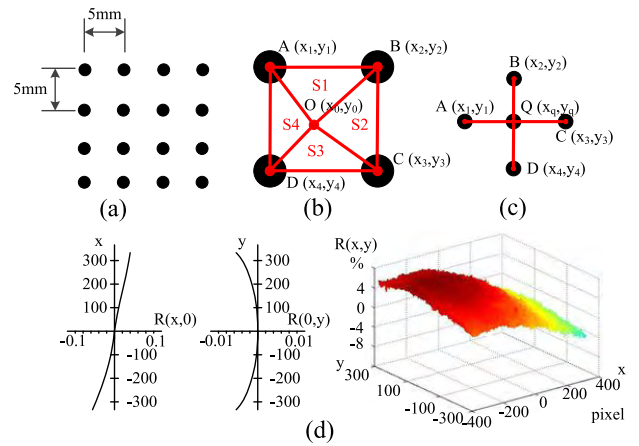 5mm
5mm
(a)
A (x1,y1)
B (x2,y2)
S1
O (x0,y0)
S4
S2
S3
D (x4,y4)
C (x3,y3)
(b)
B (x2,y2)
A (x1,y1)
Q (xq,yq)
C (x3,y3)
D (x4,y4)
(c)
x
300
200
100
R(x,0)
-0.1
0.1
-100
-200
-300
y
300
200
100
R(0,y)
-0.01
0.01
-100
-200
-300
R(x,y)
%
8
4
0
-4
-8
y
300
100
-100
-300
-400
-200
0
200
400
x
pixel
(d)